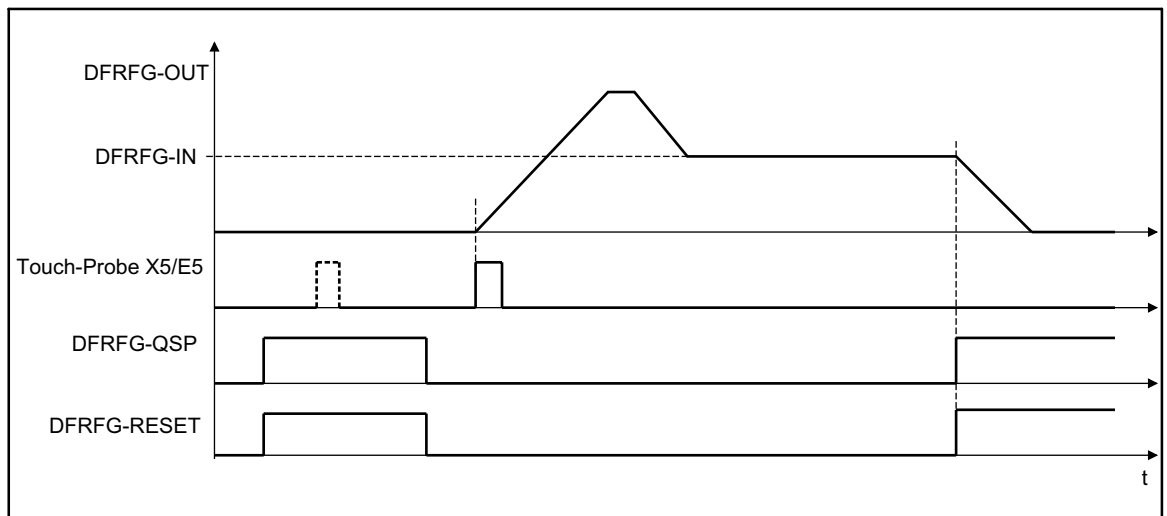 DFRFG-OUT
DFRFG-IN
Touch-Probe X5/E5
DFRFG-QSP
DFRFG-RESET
t